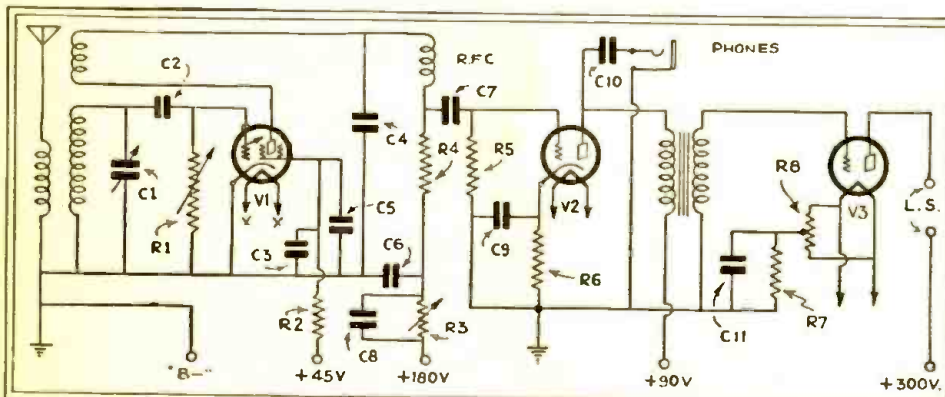 PHONES
C2
R.F.C
C10
C7
C4
R4
R5
R8
C1
V1
C5
V2
V3
L.S.
C9
R1
C3
C6
R6
R2
C8
R3
C11
R7
"B-"
+45V
+180V
+90V
+300V.
X X